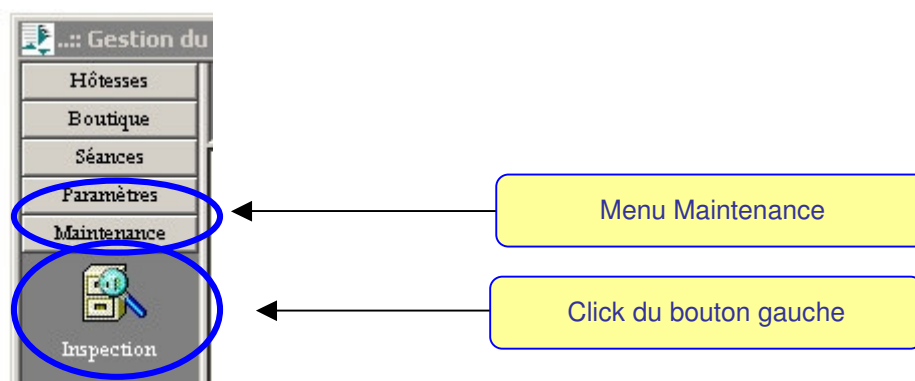 ..:: Gestion du
Hôtesses
Boutique
Séances
Paramètres
Maintenance
Menu Maintenance
Click du bouton gauche
Inspection